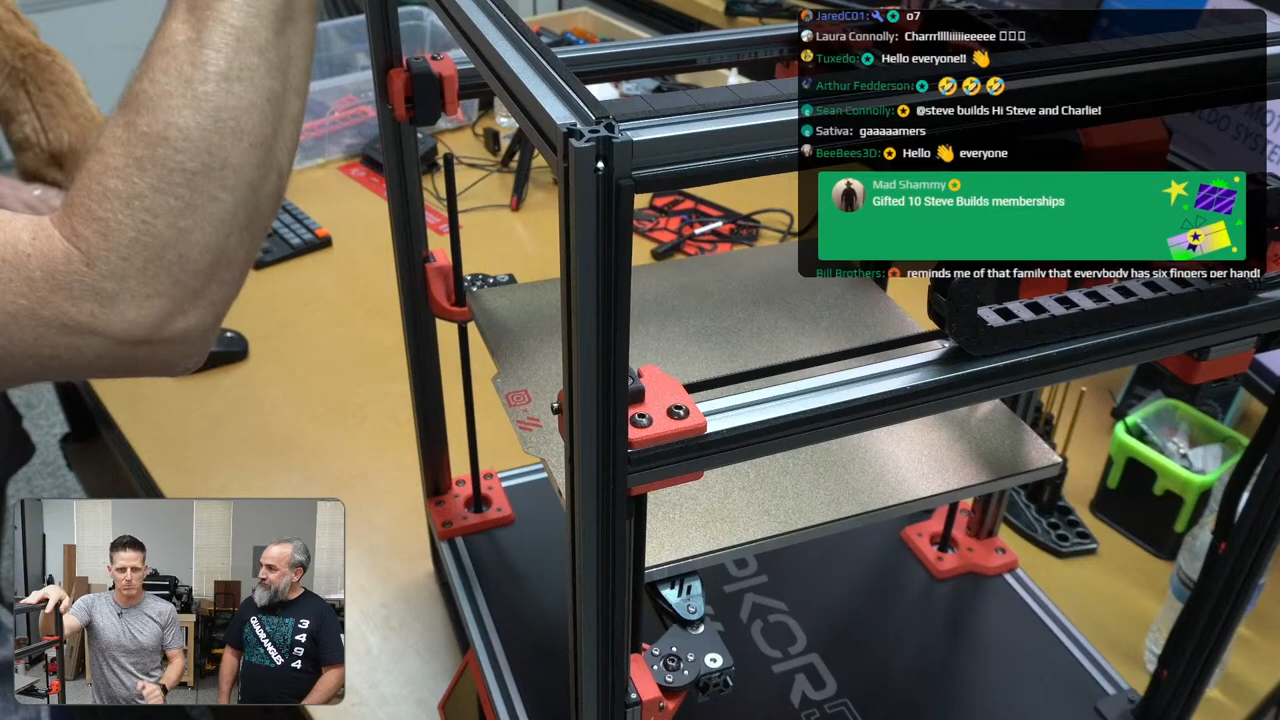 JaredC01: o7
Laura Connolly: Charrrlllliiiiieeeee
Tuxedo: Hello everyone!!
Arthur Fedderson:
Sean Connolly: @steve builds Hi Steve and Charlie!
Sativa: gaaaaamers
BeeBees3D: Hello everyone
Mad Shammy
Gifted 10 Steve Builds memberships
Bill Brothers: reminds me of that family that everybody has six fingers per hand!
QUADRANGLES
3494